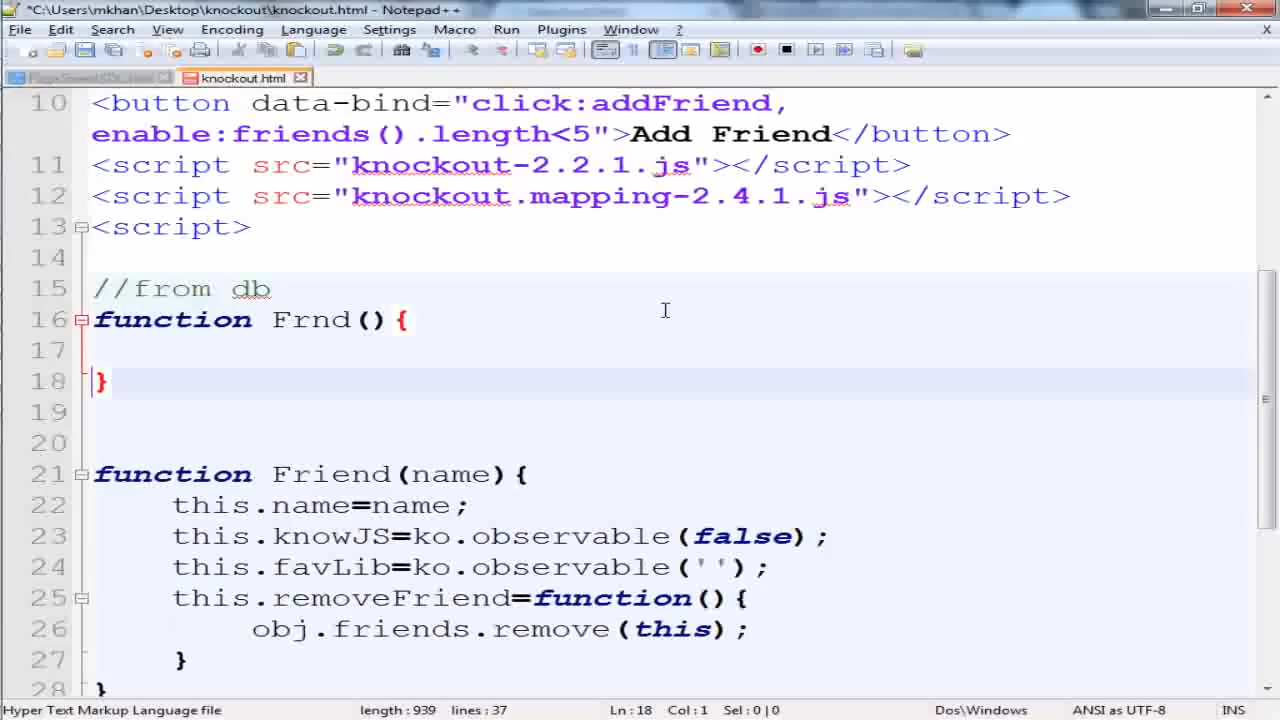 *C:\Users\mkhan\Desktop\knockout\knockout.html - Notepad++
File Edit Search View Encoding Language Settings Macro Run Plugins Window ? X
knockout.html
10 <button data-bind="click:addFriend,
enable:friends().length<5">Add Friend</button>
11 <script src="knockout-2.2.1.js"></script>
12 <script src="knockout.mapping-2.4.1.js"></script>
13 <script>
14
15 //from db
16 function Frnd(){
17
18 }
19
20
21 function Friend(name){
22 this.name=name;
23 this.knowJS=ko.observable(false);
24 this.favLib=ko.observable('');
25 this.removeFriend=function(){
26 obj.friends.remove(this);
27 }
28 }
Hyper Text Markup Language file length : 939 lines : 37 Ln : 18 Col : 1 Sel : 0 | 0 Dos\Windows ANSI as UTF-8 INS